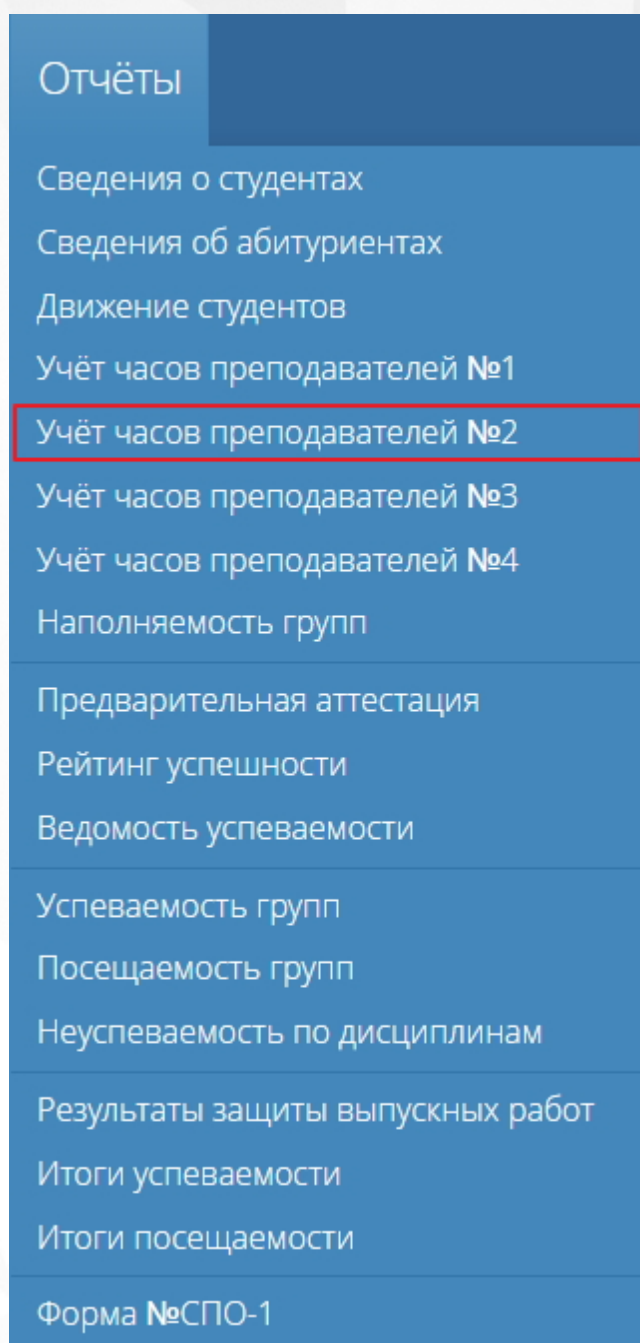 Отчёты
Сведения о студентах
Сведения об абитуриентах
Движение студентов
Учёт часов преподавателей №1
Учёт часов преподавателей №2
Учёт часов преподавателей №3
Учёт часов преподавателей №4
Наполняемость групп
Предварительная аттестация
Рейтинг успешности
Ведомость успеваемости
Успеваемость групп
Посещаемость групп
Неуспеваемость по дисциплинам
Результаты защиты выпускных работ
Итоги успеваемости
Итоги посещаемости
Форма №СПО-1